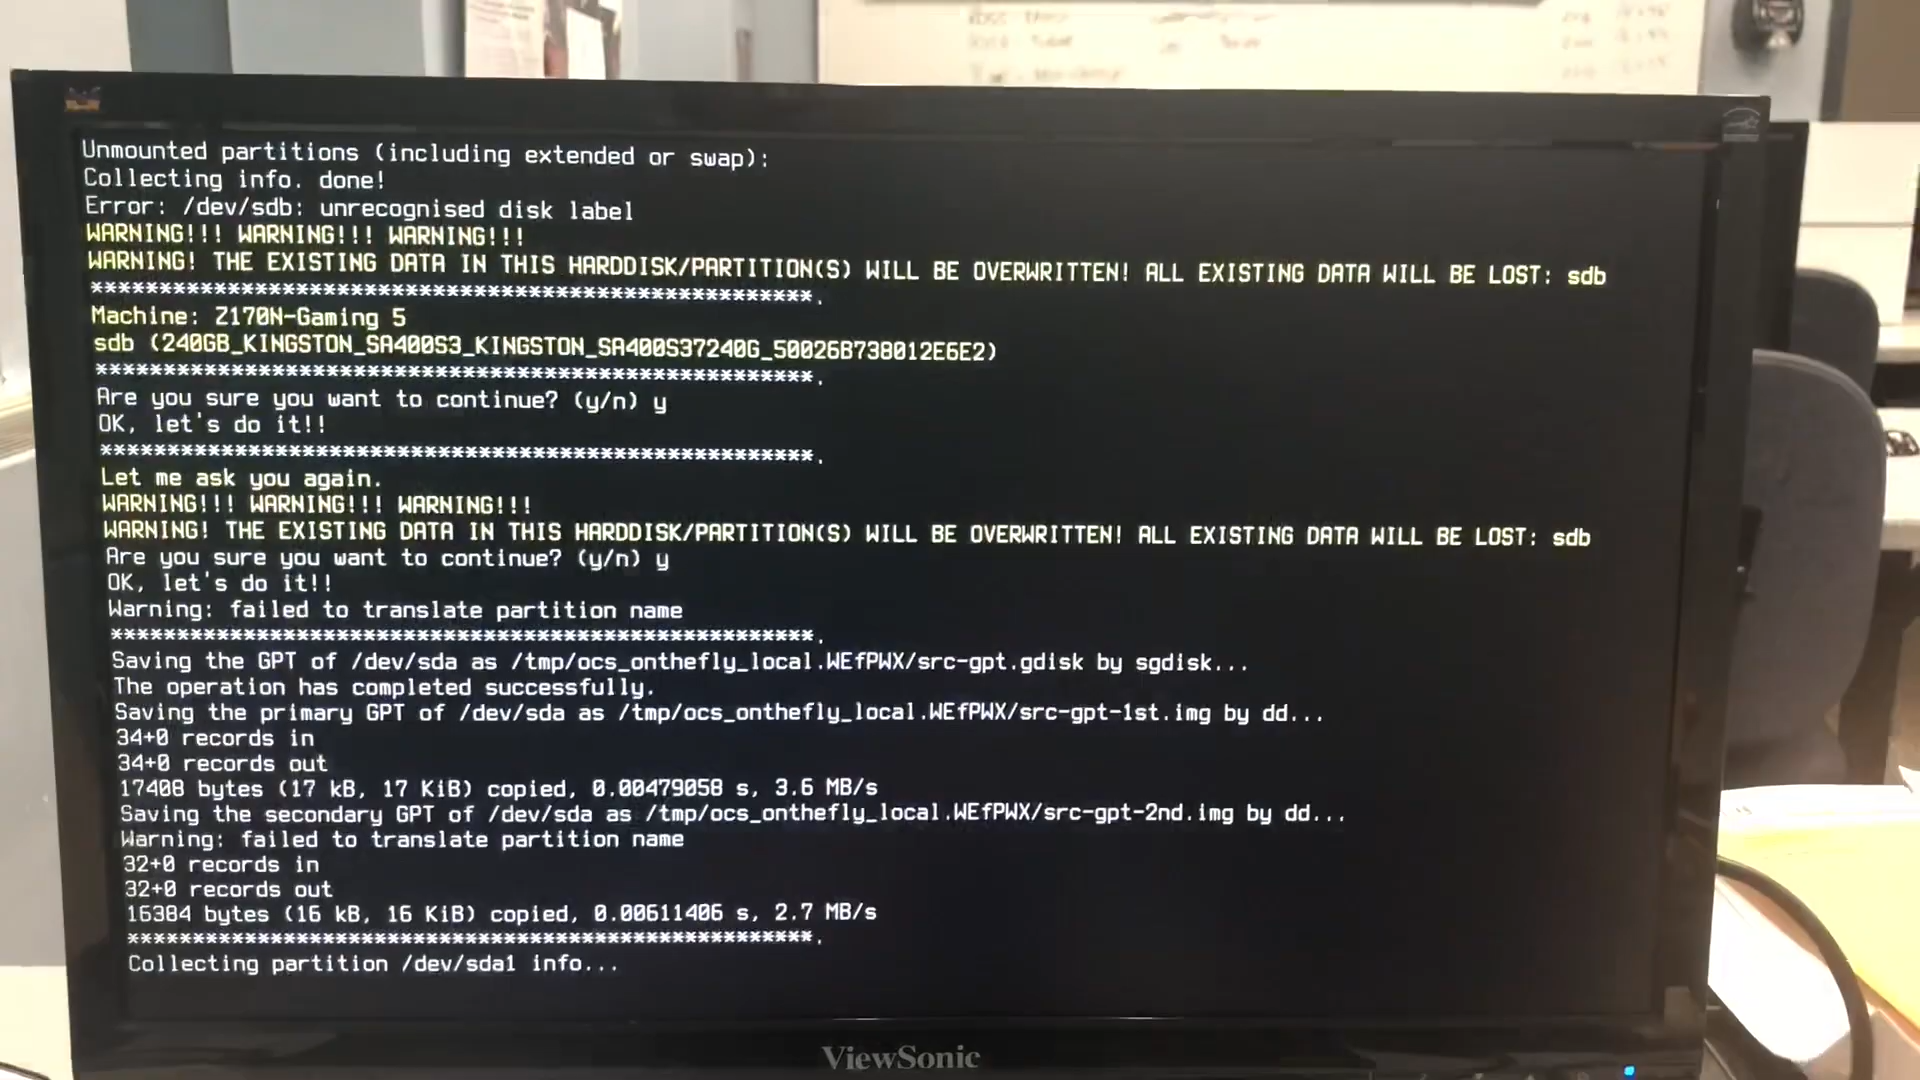 Unmounted partitions (including extended or swap):
Collecting info. done!
Error: /dev/sdb: unrecognised disk label
WARNING!!! WARNING!!! WARNING!!!
WARNING! THE EXISTING DATA IN THIS HARDDISK/PARTITION(S) WILL BE OVERWRITTEN! ALL EXISTING DATA WILL BE LOST: sdb
*****************************************************.
Machine: Z170N-Gaming 5
sdb (240GB_KINGSTON_SA400S3_KINGSTON_SA400S37240G_50026B738012E6E2)
*****************************************************.
Are you sure you want to continue? (y/n) y
OK, let's do it!!
*****************************************************.
Let me ask you again.
WARNING!!! WARNING!!! WARNING!!!
WARNING! THE EXISTING DATA IN THIS HARDDISK/PARTITION(S) WILL BE OVERWRITTEN! ALL EXISTING DATA WILL BE LOST: sdb
Are you sure you want to continue? (y/n) y
OK, let's do it!!
Warning: failed to translate partition name
*****************************************************.
Saving the GPT of /dev/sda as /tmp/ocs_onthefly_local.WEfPWX/src-gpt.gdisk by sgdisk...
The operation has completed successfully.
Saving the primary GPT of /dev/sda as /tmp/ocs_onthefly_local.WEfPWX/src-gpt-1st.img by dd...
34+0 records in
34+0 records out
17408 bytes (17 kB, 17 KiB) copied, 0.00479058 s, 3.6 MB/s
Saving the secondary GPT of /dev/sda as /tmp/ocs_onthefly_local.WEfPWX/src-gpt-2nd.img by dd...
Warning: failed to translate partition name
32+0 records in
32+0 records out
16384 bytes (16 kB, 16 KiB) copied, 0.00611406 s, 2.7 MB/s
*****************************************************.
Collecting partition /dev/sda1 info...
ViewSonic